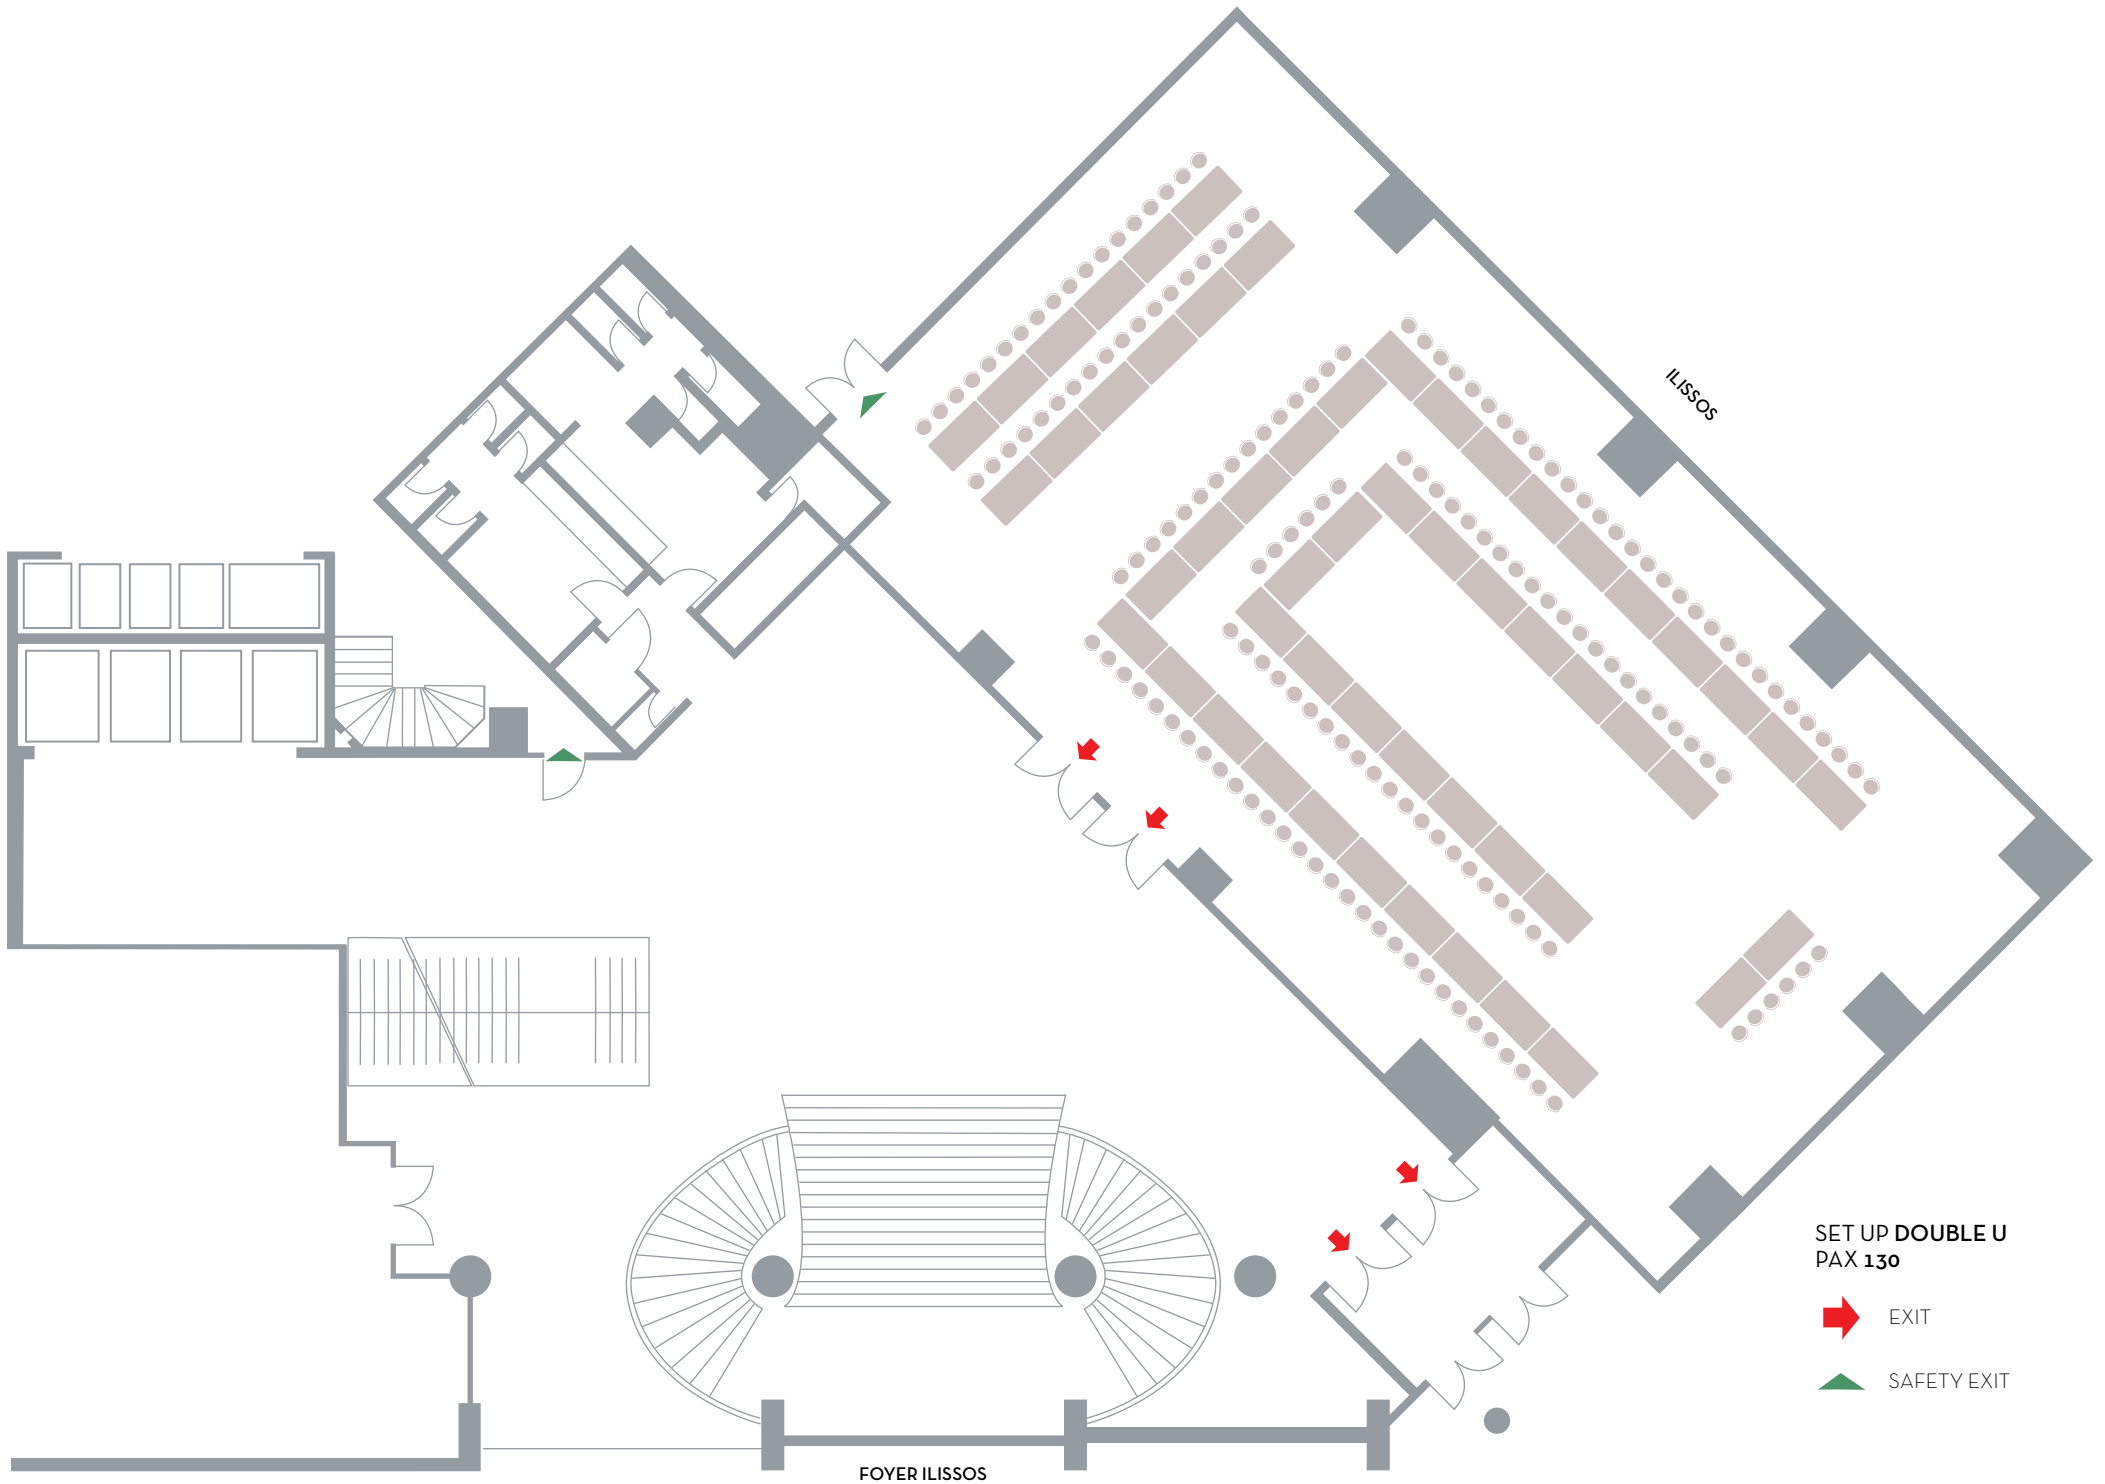 ILISSOS
SET UP DOUBLE U
PAX 130
EXIT
SAFETY EXIT
FOYER ILISSOS